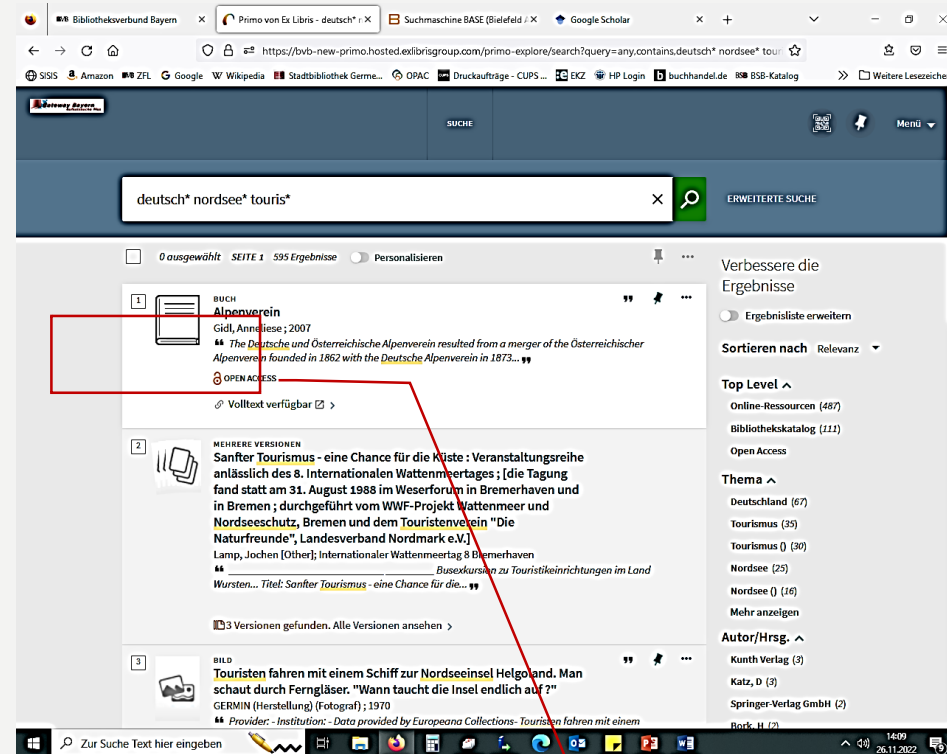 Bibliotheksverbund Bayern
Primo von Ex Libris - deutsch* n
Suchmaschine BASE (Bielefeld A
Google Scholar
https://bvb-new-primo.hosted.exlibrisgroup.com/primo-explore/search?query=any.contains,deutsch* nordsee* tour
SISIS Amazon ZFL Google Wikipedia Stadtbibliothek Germe... OPAC Druckaufträge - CUPS ... EKZ HP Login buchhandel.de BSB-Katalog Weitere Lesezeichen
Gateway Bayern
SUCHE
Menü
deutsch* nordsee* touris*
ERWEITERTE SUCHE
0 ausgewählt SEITE 1 595 Ergebnisse Personalisieren
1
BUCH
Alpenverein
Gidl, Anneliese ; 2007
The Deutsche und Österreichische Alpenverein resulted from a merger of the Österreichischer
Alpenverein founded in 1862 with the Deutsche Alpenverein in 1873...
OPEN ACCESS
Volltext verfügbar
2
MEHRERE VERSIONEN
Sanfter Tourismus - eine Chance für die Küste : Veranstaltungsreihe
anlässlich des 8. Internationalen Wattenmeertages ; [die Tagung
fand statt am 31. August 1988 im Weserforum in Bremerhaven und
in Bremen ; durchgeführt vom WWF-Projekt Wattenmeer und
Nordseeschutz, Bremen und dem Touristenverein "Die
Naturfreunde", Landesverband Nordmark e.V.]
Lamp, Jochen [Other]; Internationaler Wattenmeertag 8 Bremerhaven
Busexkursion zu Touristikeinrichtungen im Land
Wursten... Titel: Sanfter Tourismus - eine Chance für die...
3 Versionen gefunden. Alle Versionen ansehen
3
BILD
Touristen fahren mit einem Schiff zur Nordseeinsel Helgoland. Man
schaut durch Ferngläser. "Wann taucht die Insel endlich auf ?"
GERMIN (Herstellung) (Fotograf) ; 1970
Provider: - Institution: - Data provided by Europeana Collections- Touristen fahren mit einem
Verbessere die
Ergebnisse
Ergebnisliste erweitern
Sortieren nach Relevanz
Top Level
Online-Ressourcen (487)
Bibliothekskatalog (111)
Open Access
Thema
Deutschland (67)
Tourismus (35)
Tourismus () (30)
Nordsee (25)
Nordsee () (16)
Mehr anzeigen
Autor/Hrsg.
Kunth Verlag (3)
Katz, D (3)
Springer-Verlag GmbH (2)
Bork, H (2)
Zur Suche Text hier eingeben
14:09
26.11.2022